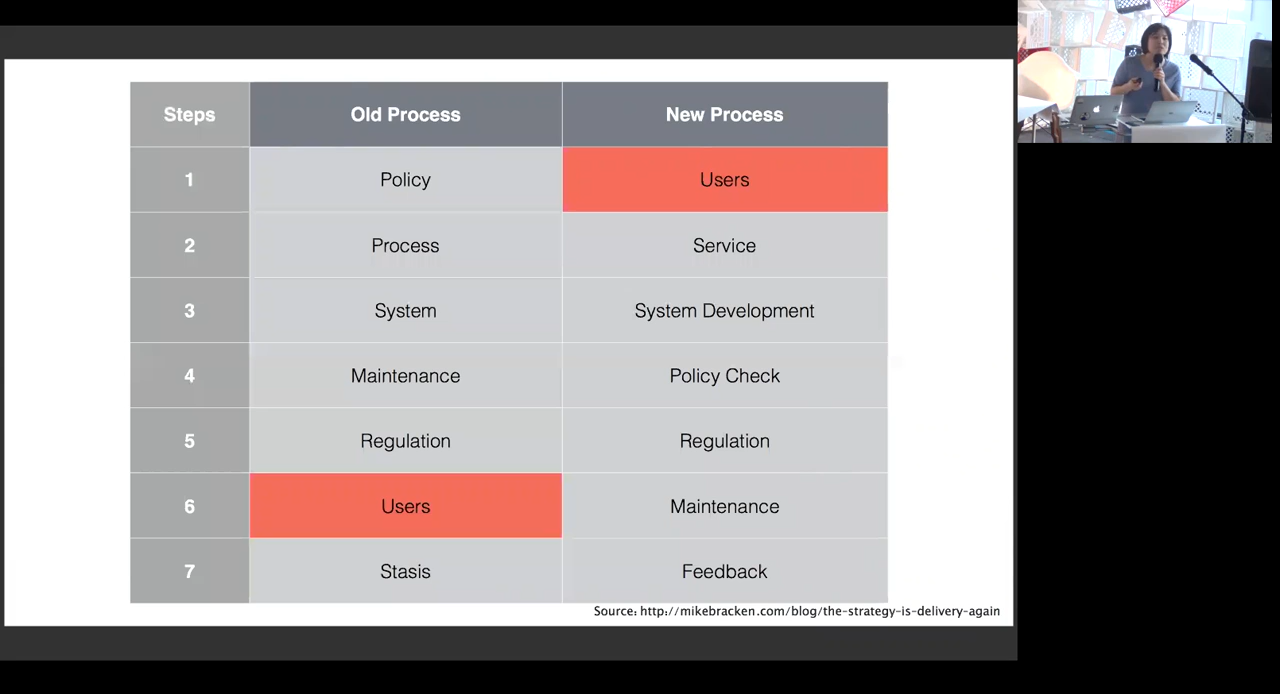 Steps Old Process New Process
1 Policy Users
2 Process Service
3 System System Development
4 Maintenance Policy Check
5 Regulation Regulation
6 Users Maintenance
7 Stasis Feedback
Source: http://mikebracken.com/blog/the-strategy-is-delivery-again